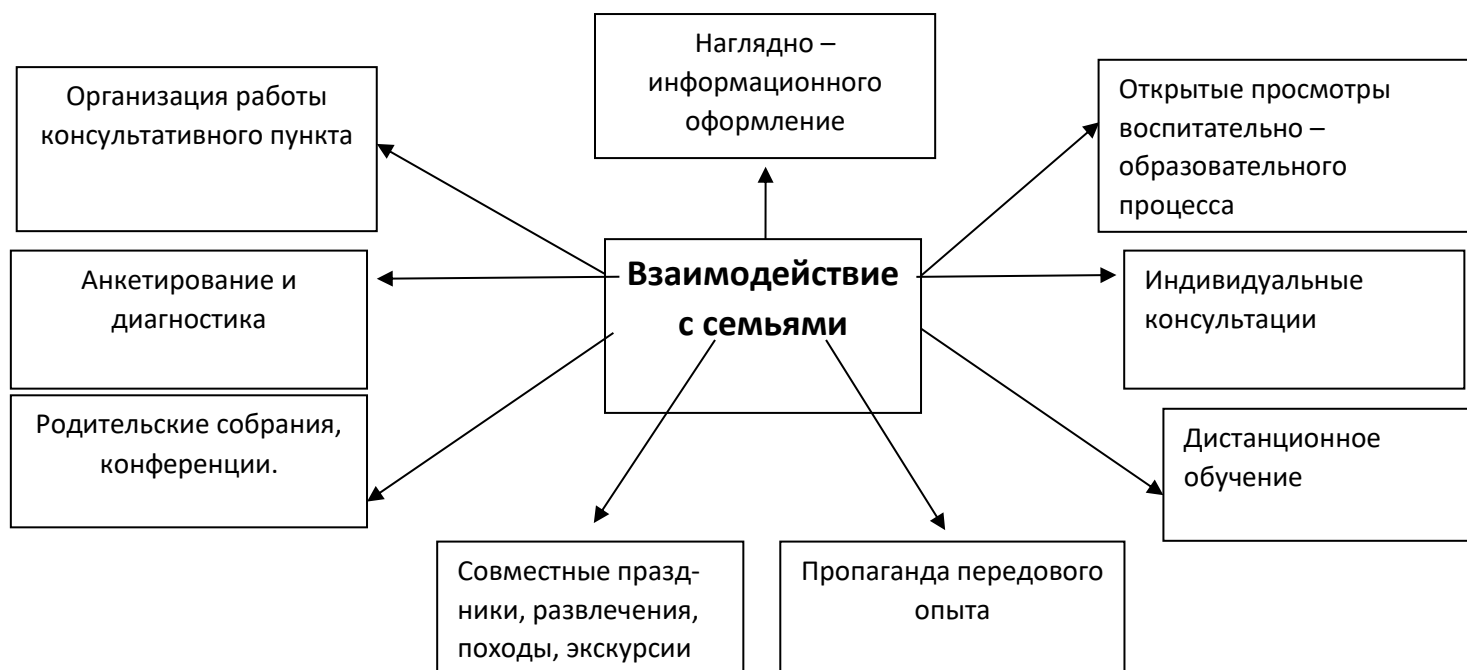 Наглядно –
информационного
оформление
Организация работы
консультативного пункта
Открытые просмотры
воспитательно –
образовательного
процесса
Взаимодействие
с семьями
Анкетирование и
диагностика
Индивидуальные
консультации
Родительские собрания,
конференции.
Дистанционное
обучение
Совместные празд-
ники, развлечения,
походы, экскурсии
Пропаганда передового
опыта